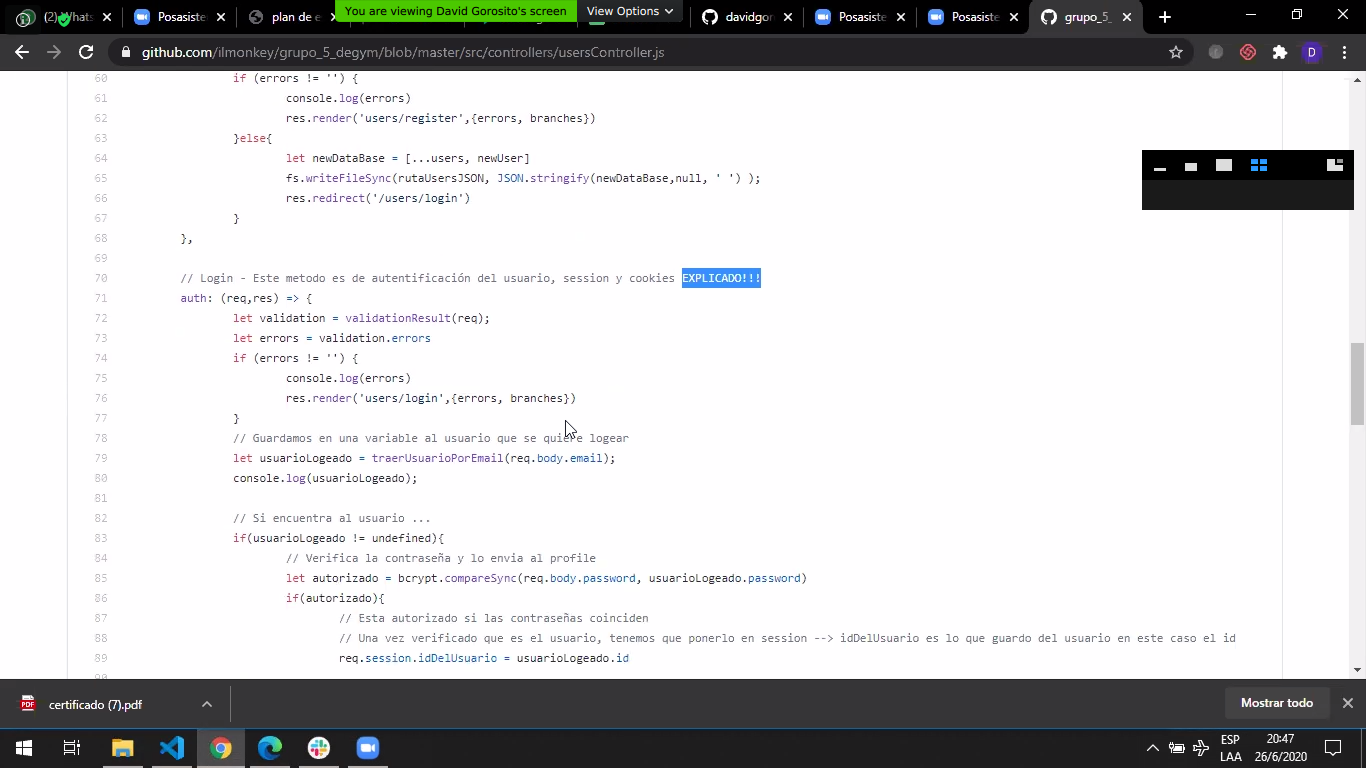 (2) Whats
Posasister
plan de e
You are viewing David Gorosito's screen
View Options
davidgor
Posasiste
Posasiste
grupo_5_
github.com/ilmonkey/grupo_5_degym/blob/master/src/controllers/usersController.js
D
60 if (errors != '') {
61 console.log(errors)
62 res.render('users/register',{errors, branches})
63 }else{
64 let newDataBase = [...users, newUser]
65 fs.writeFileSync(rutaUsersJSON, JSON.stringify(newDataBase,null, ' ') );
66 res.redirect('/users/login')
67 }
68 },
69
70 // Login - Este metodo es de autentificación del usuario, session y cookies EXPLICADO!!!
71 auth: (req,res) => {
72 let validation = validationResult(req);
73 let errors = validation.errors
74 if (errors != '') {
75 console.log(errors)
76 res.render('users/login',{errors, branches})
77 }
78 // Guardamos en una variable al usuario que se quiere logear
79 let usuarioLogeado = traerUsuarioPorEmail(req.body.email);
80 console.log(usuarioLogeado);
81
82 // Si encuentra al usuario ...
83 if(usuarioLogeado != undefined){
84 // Verifica la contraseña y lo envia al profile
85 let autorizado = bcrypt.compareSync(req.body.password, usuarioLogeado.password)
86 if(autorizado){
87 // Esta autorizado si las contraseñas coinciden
88 // Una vez verificado que es el usuario, tenemos que ponerlo en session --> idDelUsuario es lo que guardo del usuario en este caso el id
89 req.session.idDelUsuario = usuarioLogeado.id
90
PDF certificado (7).pdf
Mostrar todo
ESP
LAA
20:47
26/6/2020